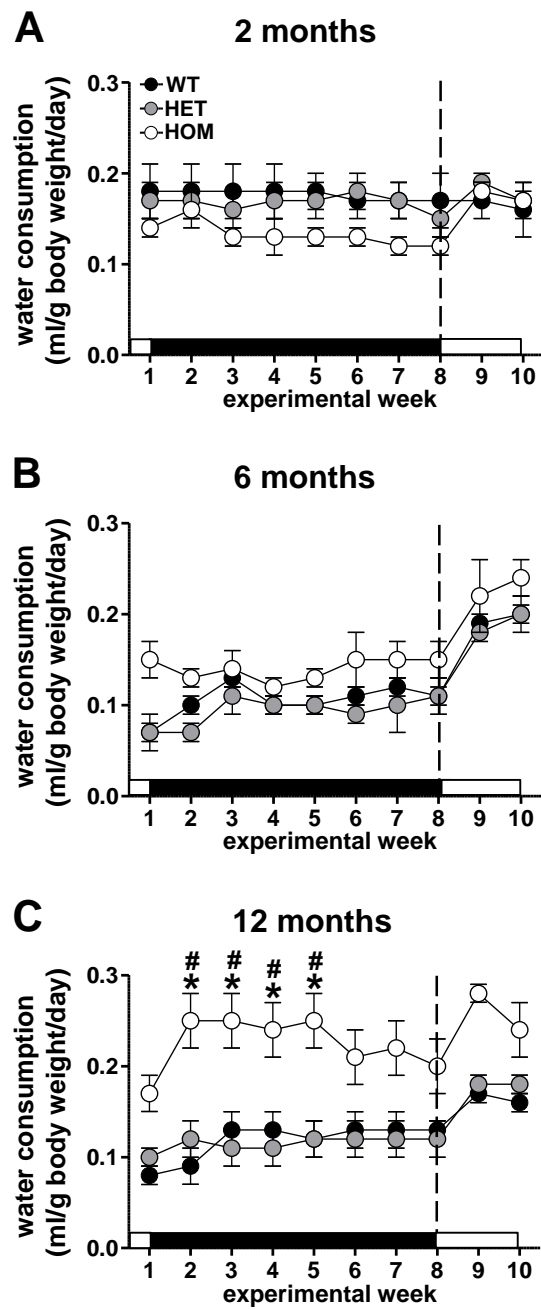 A
2 months
water consumption
(ml/g body weight/day)
0.3
0.2
0.1
0.0
WT
HET
HOM
1 2 3 4 5 6 7 8 9 10
experimental week
B
6 months
water consumption
(ml/g body weight/day)
0.3
0.2
0.1
0.0
1 2 3 4 5 6 7 8 9 10
experimental week
C
12 months
water consumption
(ml/g body weight/day)
# # # #
* * * *
0.3
0.2
0.1
0.0
1 2 3 4 5 6 7 8 9 10
experimental week